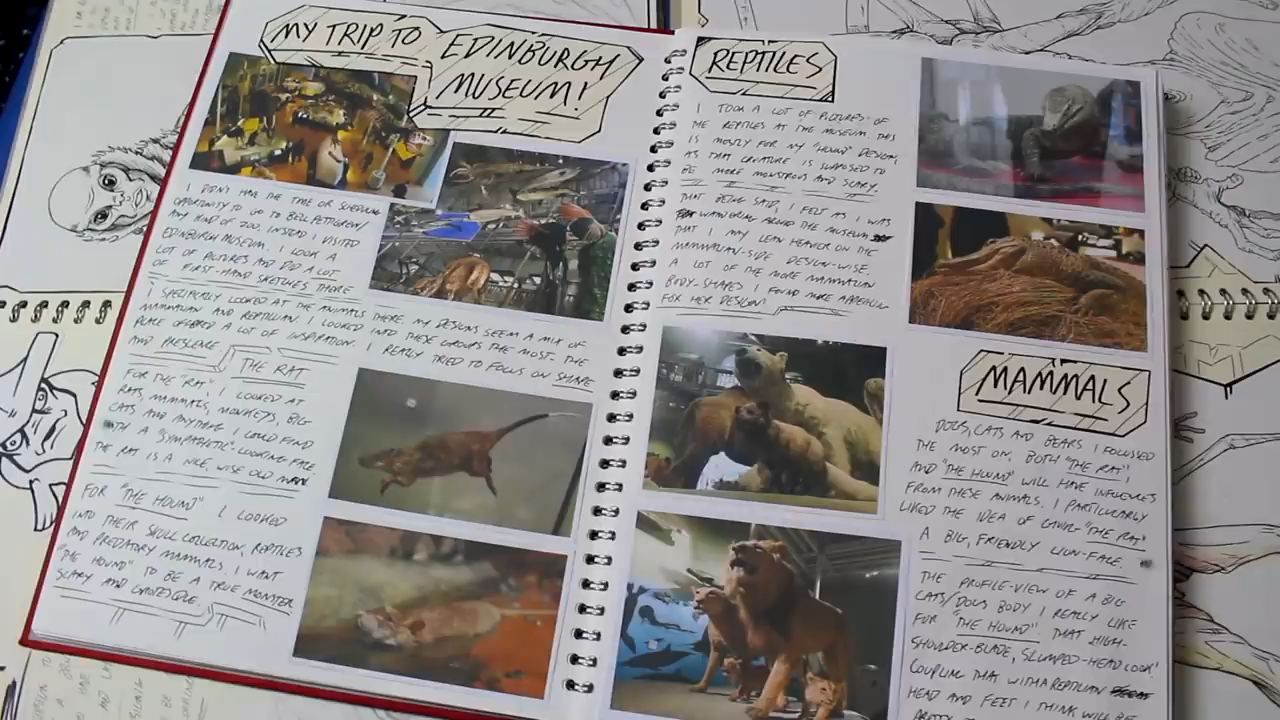 MY TRIP TO
EDINBURGH
MUSEUM!
I DIDN'T HAVE THE TIME OR SCHEDULING
OPPORTUNITY TO GO TO BELL PETTIGREW/
ANY KIND OF ZOO. INSTEAD I VISITED
EDINBURGH MUSEUM. I TOOK A
LOT OF PICTURES AND DID A LOT
OF FIRST-HAND SKETCHES THERE
I SPECIFICALLY LOOKED AT THE ANIMALS THERE. MY DESIGNS SEEM A MIX OF
MAMMALIAN AND REPTILIAN. I LOOKED INTO THESE GROUPS THE MOST. THE
PLACE OFFERED A LOT OF INSPIRATION. I REALLY TRIED TO FOCUS ON SHAPE
AND PRESENCE
THE RAT
FOR THE "RAT" I LOOKED AT
RATS, MAMMALS, MONKEYS, BIG
CATS AND ANYTHING I COULD FIND
WITH A "SYMPATHETIC"-LOOKING FACE.
THE RAT IS A NICE, WISE OLD MAN
FOR "THE HOUND" I LOOKED
INTO THEIR SKULL COLLECTION, REPTILES
AND PREDATORY MAMMALS. I WANT
"THE HOUND" TO BE A TRUE MONSTER
SCARY AND GROTESQUE.
REPTILES
I TOOK A LOT OF PICTURES OF
THE REPTILES AT THE MUSEUM. THIS
IS MOSTLY FOR MY "HOUND" DESIGN,
AS THAT CREATURE IS SUPPOSED TO
BE MORE MONSTROUS AND SCARY.
THAT BEING SAID, I FELT AS I WAS
WANDERING AROUND THE MUSEUM
THAT I MAY LEAN HEAVIER ON THE
MAMMALIAN-SIDE DESIGN-WISE.
A LOT OF THE MORE MAMMALIAN
BODY-SHAPES I FOUND MORE APPEALING
FOR HER DESIGN!
MAMMALS
DOGS, CATS AND BEARS I FOCUSSED
THE MOST ON. BOTH "THE RAT"
AND "THE HOUND" WILL HAVE INFLUENCES
FROM THESE ANIMALS. I PARTICULARLY
LIKED THE IDEA OF GIVING "THE RAT"
A BIG, FRIENDLY LION-FACE.
THE PROFILE-VIEW OF A BIG
CATS/DOGS BODY I REALLY LIKE
FOR "THE HOUND" THAT HIGH-
SHOULDER-BLADE, SLUMPED-HEAD LOOK!
COUPLING THAT WITH A REPTILIAN
HEAD AND FEET I THINK WILL BE